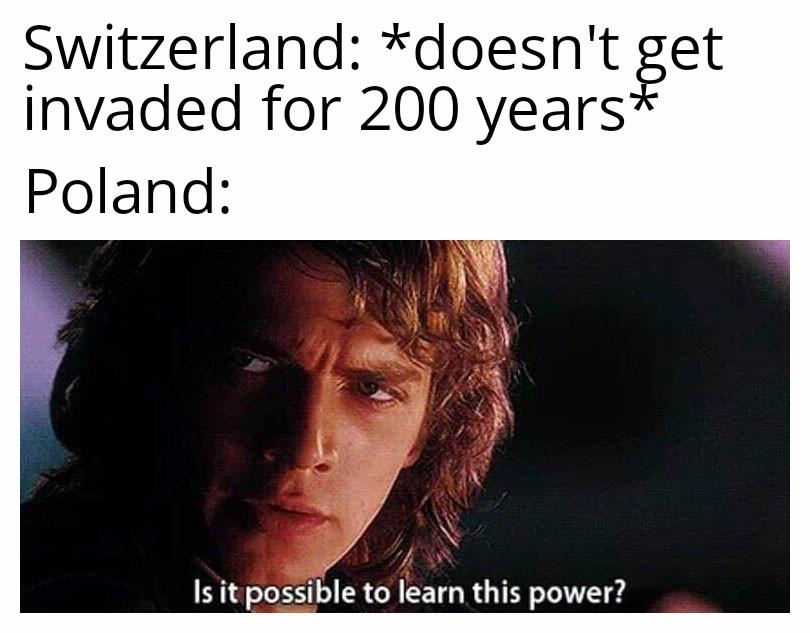 Switzerland: *doesn't get
invaded for 200 years*
Poland:
Is it possible to learn this power?